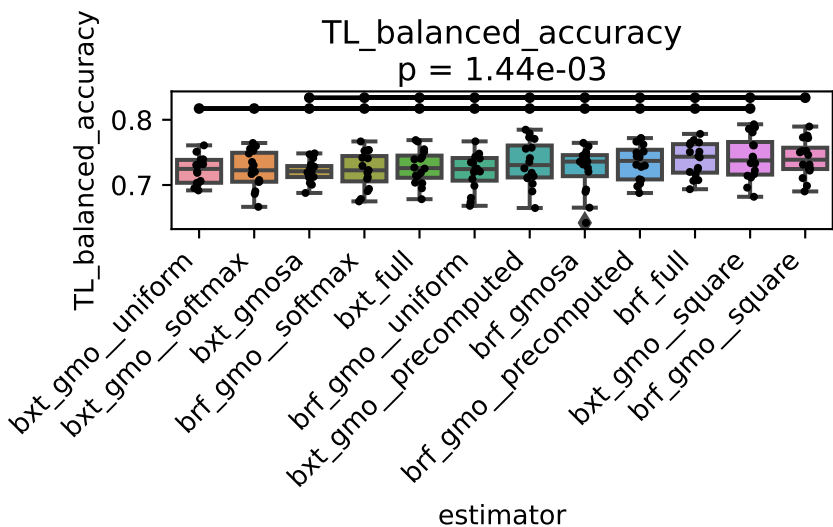 TL_balanced_accuracy
p = 1.44e-03
TL_balanced_accuracy
0.8
0.7
bxt_gmo__uniform
bxt_gmo__softmax
bxt_gmosa
brf_gmo__softmax
bxt_full
brf_gmo__uniform
bxt_gmo__precomputed
brf_gmosa
brf_gmo__precomputed
brf_full
bxt_gmo__square
brf_gmo__square
estimator